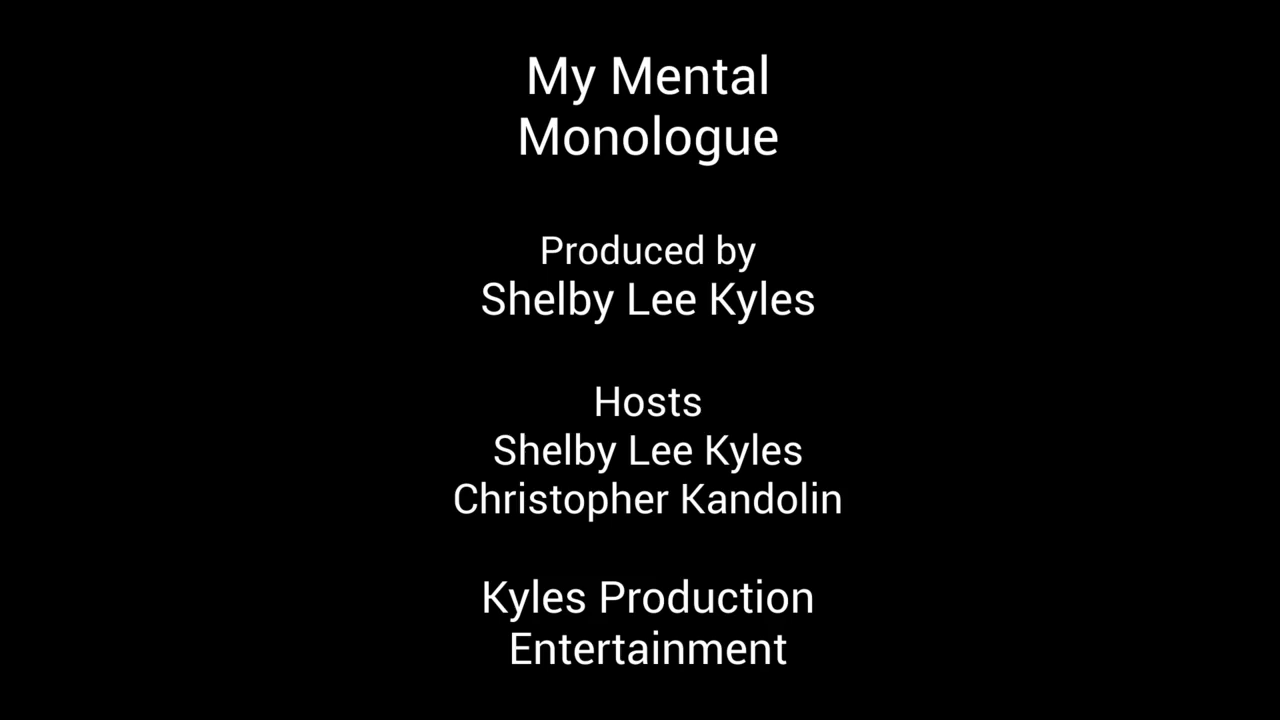 My Mental
Monologue
Produced by
Shelby Lee Kyles
Hosts
Shelby Lee Kyles
Christopher Kandolin
Kyles Production
Entertainment